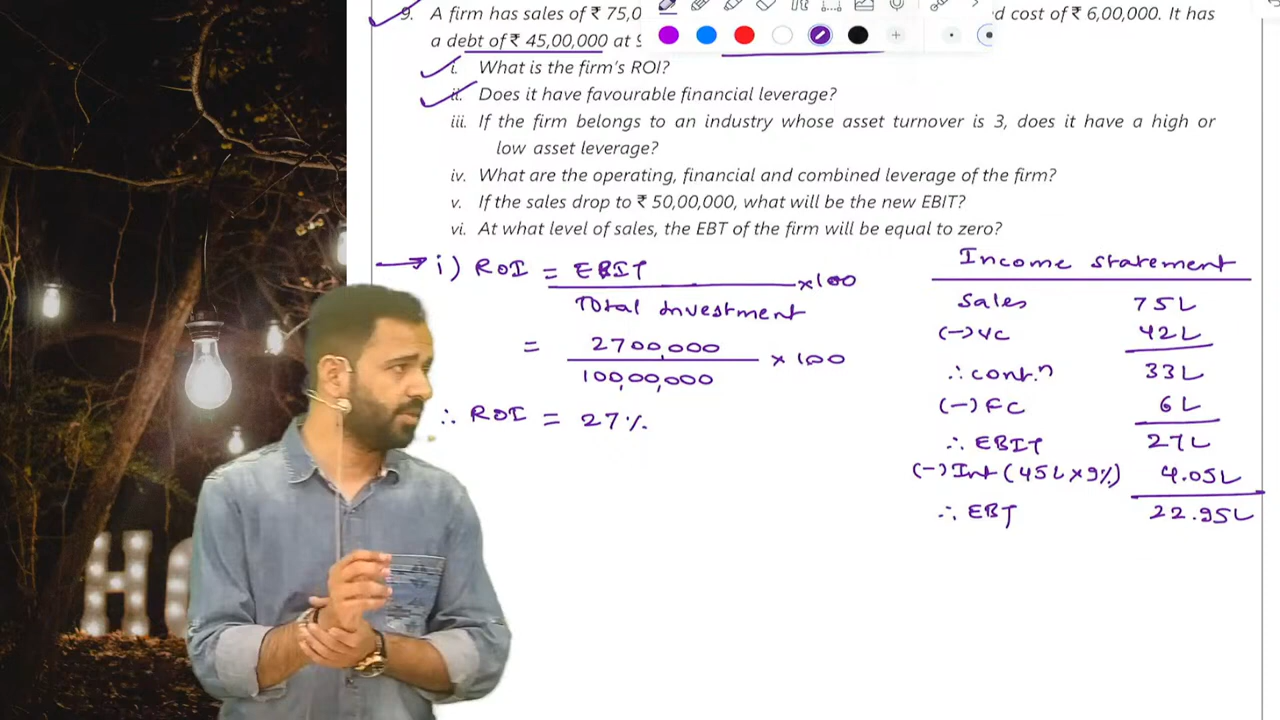 9. A firm has sales of ₹ 75,0
d cost of ₹ 6,00,000. It has
a debt of ₹ 45,00,000 at 9
i. What is the firm's ROI?
ii. Does it have favourable financial leverage?
iii. If the firm belongs to an industry whose asset turnover is 3, does it have a high or
low asset leverage?
iv. What are the operating, financial and combined leverage of the firm?
v. If the sales drop to ₹ 50,00,000, what will be the new EBIT?
vi. At what level of sales, the EBT of the firm will be equal to zero?
i) ROI = EBIT
×100
Total Investment
= 2700,000
× 100
100,00,000
∴ ROI = 27%
Income statement
Sales 75L
(-) VC 42L
∴ cont.n 33L
(-) FC 6L
∴ EBIT 27L
(-) Int (45L×9%) 4.05L
∴ EBT 22.95L
HO